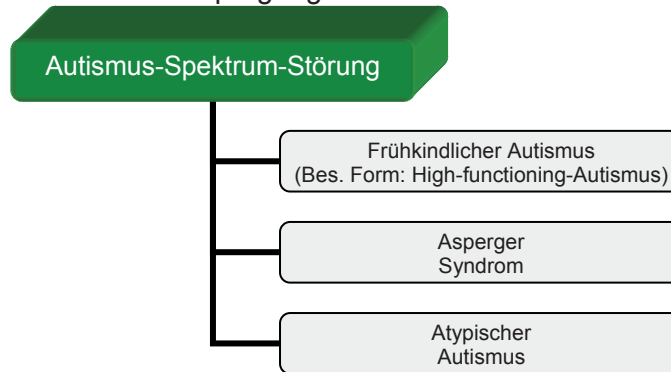 Autismus-Spektrum-Störung
Frühkindlicher Autismus
(Bes. Form: High-functioning-Autismus)
Asperger
Syndrom
Atypischer
Autismus